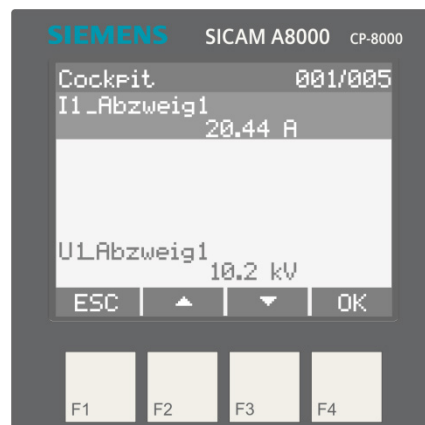 SIEMENS SICAM A8000 CP-8000
Cockpit 001/005
I1_Abzweig1
20.44 A
U1_Abzweig1
10.2 kV
ESC ▲ ▼ OK
F1 F2 F3 F4